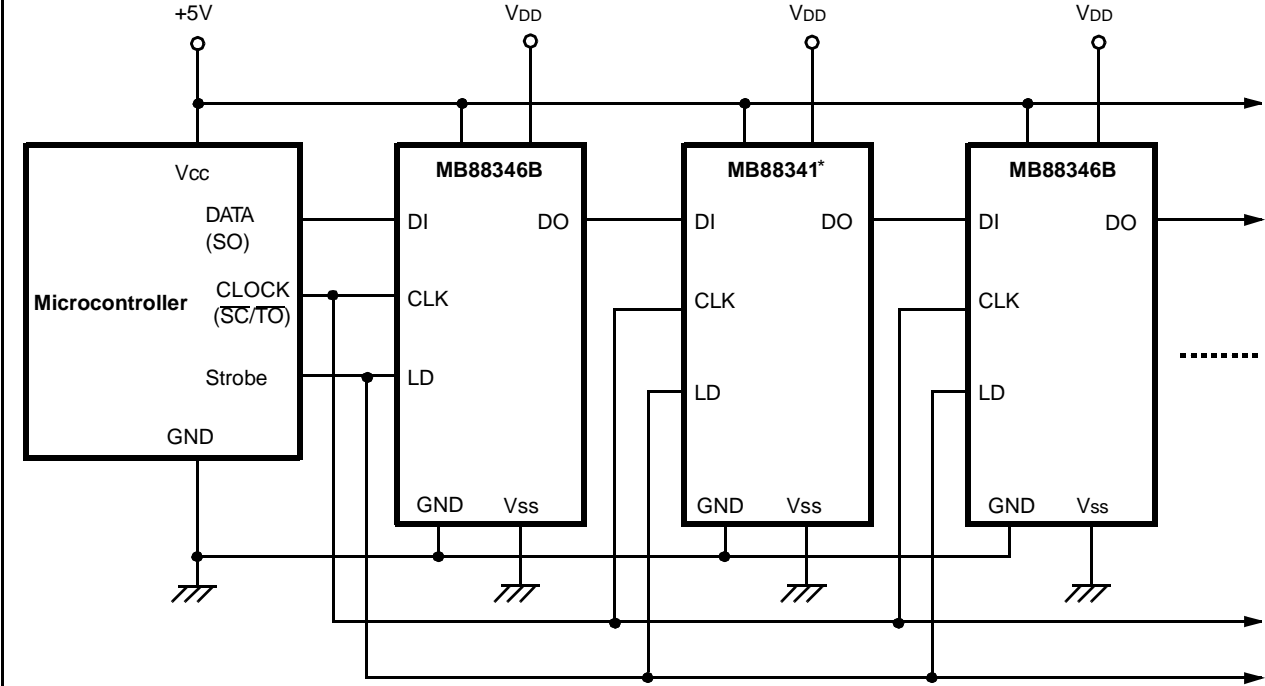 +5V
VDD
VDD
VDD
Vcc
DATA
(SO)
Microcontroller
CLOCK
(SC/TO)
Strobe
GND
MB88346B
DI
DO
CLK
LD
GND
Vss
MB88341*
DI
DO
CLK
LD
GND
Vss
MB88346B
DI
DO
CLK
LD
GND
Vss